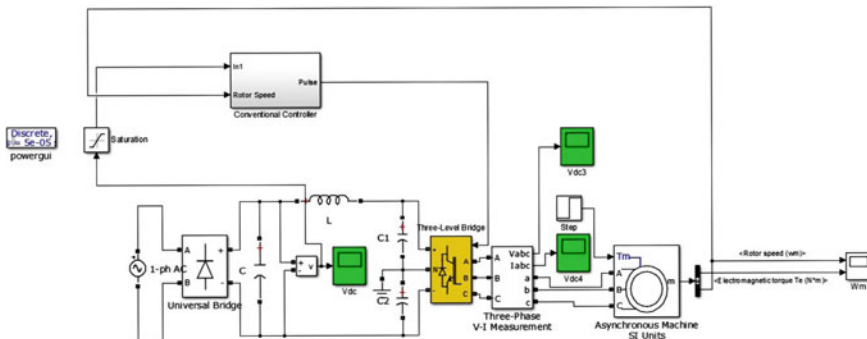 In1
Rotor Speed
Pulse
Conventional Controller
Discrete,
= 5e-05
powergui
Saturation
1-ph AC
A
B
+
-
Universal Bridge
C
L
+
-
v
Vdc
C1
C2
Three-Level Bridge
+
N
-
A
B
C
A
B
C
Vabc
Iabc
a
b
c
Three-Phase
V-I Measurement
Vdc3
Step
Vdc4
Tm
A
B
C
m
Asynchronous Machine
SI Units
<Rotor speed (wm)>
<Electromagnetic torque Te (N*m)>
Wm